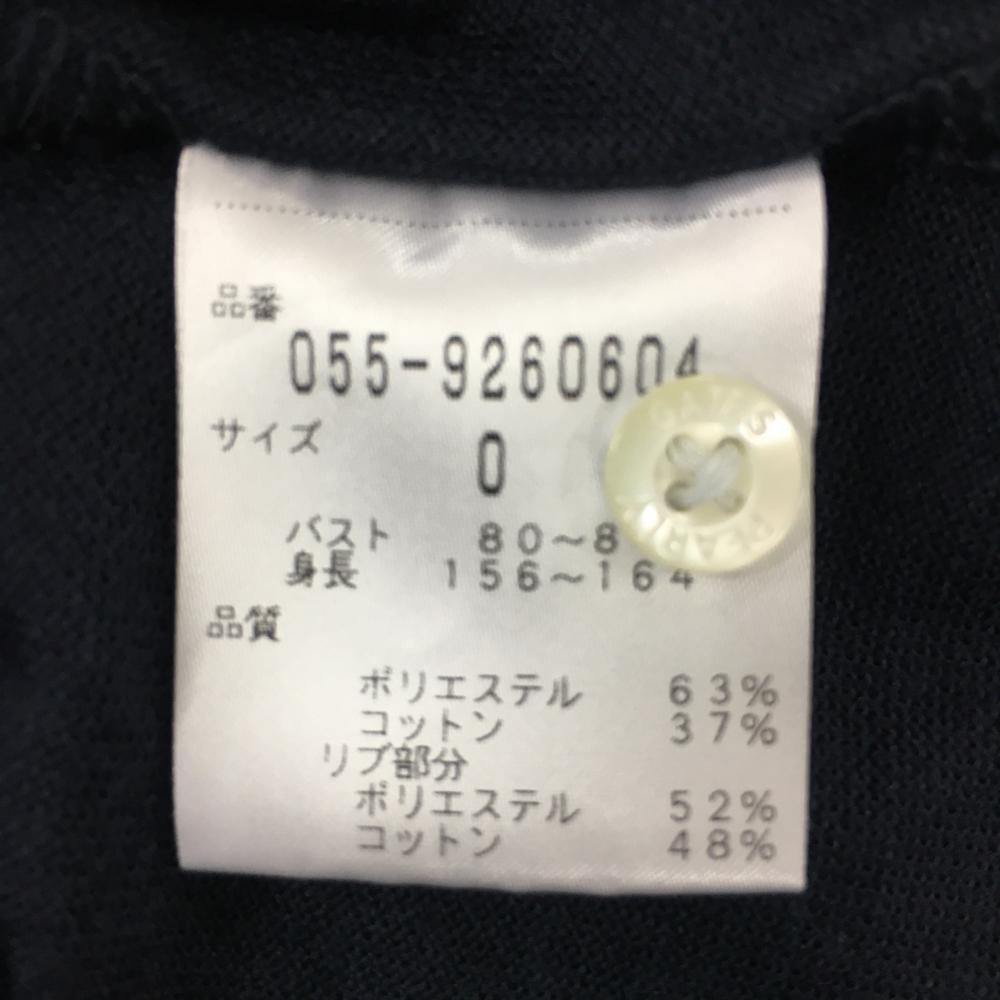 品番
055-9260604
サイズ
0
バスト 80～8
身長 156～164
品質
ポリエステル 63%
コットン 37%
リブ部分
ポリエステル 52%
コットン 48%
PEARLY GATES